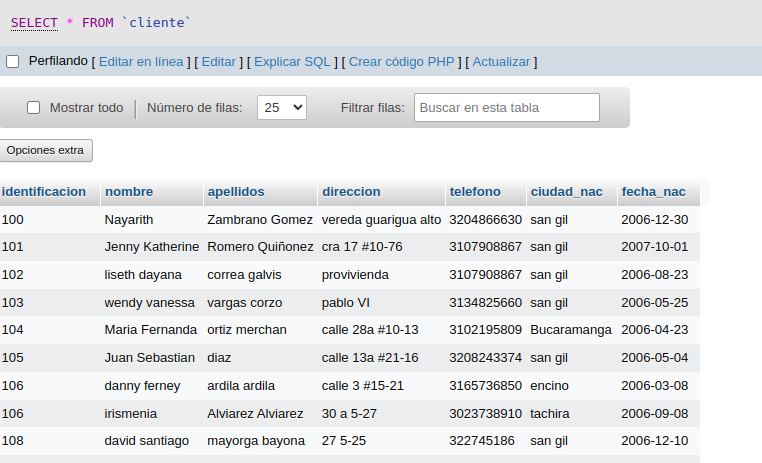 SELECT * FROM `cliente`
Perfilando [ Editar en línea ] [ Editar ] [ Explicar SQL ] [ Crear código PHP ] [ Actualizar ]
Mostrar todo Número de filas: 25 Filtrar filas: Buscar en esta tabla
Opciones extra
identificacion nombre apellidos direccion telefono ciudad_nac fecha_nac
100 Nayarith Zambrano Gomez vereda guarigua alto 3204866630 san gil 2006-12-30
101 Jenny Katherine Romero Quiñonez cra 17 #10-76 3107908867 san gil 2007-10-01
102 liseth dayana correa galvis provivienda 3107908867 san gil 2006-08-23
103 wendy vanessa vargas corzo pablo VI 3134825660 san gil 2006-05-25
104 Maria Fernanda ortiz merchan calle 28a #10-13 3102195809 Bucaramanga 2006-04-23
105 Juan Sebastian diaz calle 13a #21-16 3208243374 san gil 2006-05-04
106 danny ferney ardila ardila calle 3 #15-21 3165736850 encino 2006-03-08
106 irismenia Alviarez Alviarez 30 a 5-27 3023738910 tachira 2006-09-08
108 david santiago mayorga bayona 27 5-25 322745186 san gil 2006-12-10